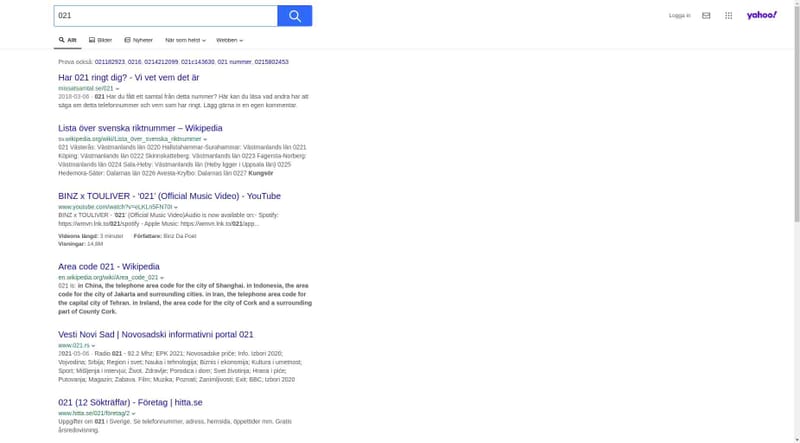 021
Logga in
yahoo!
Allt Bilder Nyheter När som helst Webben
Prova också: 021182923, 0216, 0214212099, 021c143630, 021 nummer, 0215802453
Har 021 ringt dig? - Vi vet vem det är
missatsamtal.se/021
2018-03-06 · 021 Har du fått ett samtal från detta nummer? Här kan du läsa vad andra har att
säga om detta telefonnummer och vem som har ringt. Lägg gärna in en egen kommentar.
Lista över svenska riktnummer – Wikipedia
sv.wikipedia.org/wiki/Lista_över_svenska_riktnummer
021 Västerås: Västmanlands län 0220 Hallstahammar-Surahammar: Västmanlands län 0221
Köping: Västmanlands län 0222 Skinnskatteberg: Västmanlands län 0223 Fagersta-Norberg:
Västmanlands län 0224 Sala-Heby: Västmanlands län (Heby ligger i Uppsala län) 0225
Hedemora-Säter: Dalarnas län 0226 Avesta-Krylbo: Dalarnas län 0227 Kungsör
BINZ x TOULIVER - ‘021’ (Official Music Video) - YouTube
www.youtube.com/watch?v=eLKLn5FN70I
BINZ x TOULIVER - ‘021’ (Official Music Video)Audio is now available on:- Spotify:
https://wmvn.lnk.to/021/spotify - Apple Music: https://wmvn.lnk.to/021/app...
Videons längd: 3 minuter Författare: Binz Da Poet
Visningar: 14,8M
Area code 021 - Wikipedia
en.wikipedia.org/wiki/Area_code_021
021 is: in China, the telephone area code for the city of Shanghai. in Indonesia, the area
code for the city of Jakarta and surrounding cities. in Iran, the telephone area code for
the capital city of Tehran. in Ireland, the area code for the city of Cork and a surrounding
part of County Cork.
Vesti Novi Sad | Novosadski informativni portal 021
www.021.rs
2021-05-06 · Radio 021 - 92.2 Mhz; EPK 2021; Novosadske priče; Info. Izbori 2020;
Vojvodina; Srbija; Region i svet; Nauka i tehnologija; Biznis i ekonomija; Kultura i umetnost;
Sport; Mišljenja i intervjui; Život. Zdravlje; Porodica i dom; Svet životinja; Hrana i piće;
Putovanja; Magazin; Zabava. Film; Muzika; Poznati; Zanimljivosti; Exit; BBC; Izbori 2020
021 (12 Sökträffar) - Företag | hitta.se
www.hitta.se/021/företag/2
Uppgifter om 021 i Sverige. Se telefonnummer, adress, hemsida, öppettider mm. Gratis
årsredovisning.